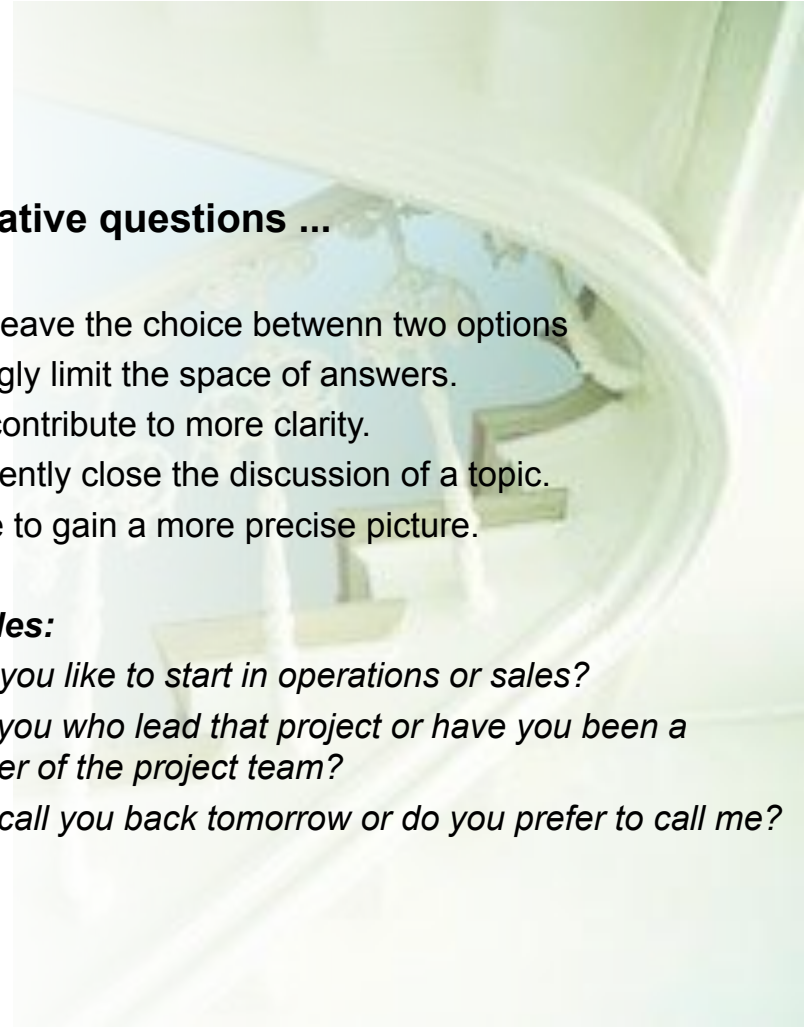 ative questions ...
eave the choice betwenn two options
gly limit the space of answers.
contribute to more clarity.
ently close the discussion of a topic.
e to gain a more precise picture.
les:
you like to start in operations or sales?
you who lead that project or have you been a
er of the project team?
call you back tomorrow or do you prefer to call me?